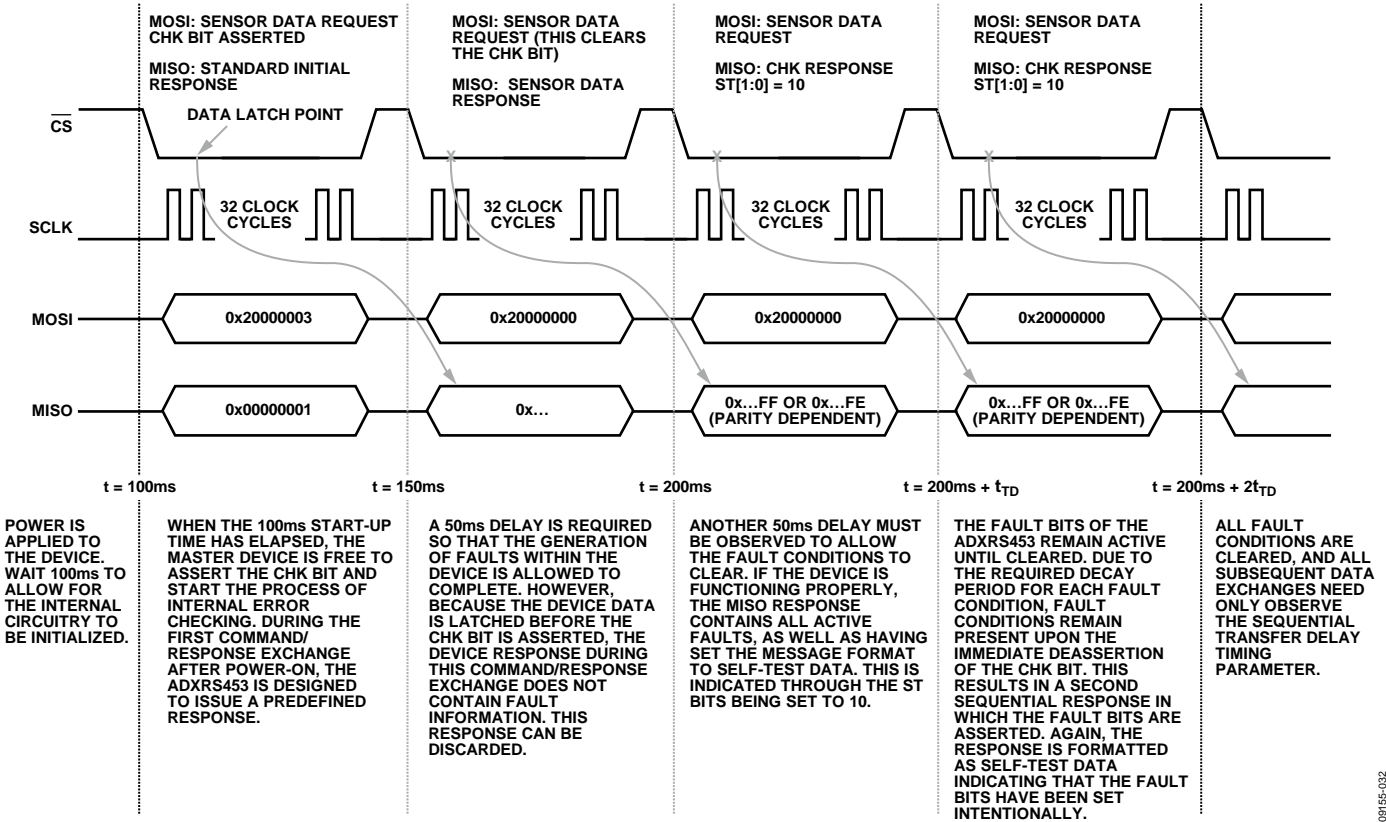 MOSI: SENSOR DATA REQUEST
CHK BIT ASSERTED
MISO: STANDARD INITIAL
RESPONSE
MOSI: SENSOR DATA
REQUEST (THIS CLEARS
THE CHK BIT)
MISO: SENSOR DATA
RESPONSE
MOSI: SENSOR DATA
REQUEST
MISO: CHK RESPONSE
ST[1:0] = 10
MOSI: SENSOR DATA
REQUEST
MISO: CHK RESPONSE
ST[1:0] = 10
DATA LATCH POINT
CS
X
X
X
SCLK
32 CLOCK
CYCLES
32 CLOCK
CYCLES
32 CLOCK
CYCLES
32 CLOCK
CYCLES
MOSI
0x20000003
0x20000000
0x20000000
0x20000000
MISO
0x00000001
0x...
0x...FF OR 0x...FE
(PARITY DEPENDENT)
0x...FF OR 0x...FE
(PARITY DEPENDENT)
t = 100ms
t = 150ms
t = 200ms
t = 200ms + tTD
t = 200ms + 2tTD
POWER IS
APPLIED TO
THE DEVICE.
WAIT 100ms TO
ALLOW FOR
THE INTERNAL
CIRCUITRY TO
BE INITIALIZED.
WHEN THE 100ms START-UP
TIME HAS ELAPSED, THE
MASTER DEVICE IS FREE TO
ASSERT THE CHK BIT AND
START THE PROCESS OF
INTERNAL ERROR
CHECKING. DURING THE
FIRST COMMAND/
RESPONSE EXCHANGE
AFTER POWER-ON, THE
ADXRS453 IS DESIGNED
TO ISSUE A PREDEFINED
RESPONSE.
A 50ms DELAY IS REQUIRED
SO THAT THE GENERATION
OF FAULTS WITHIN THE
DEVICE IS ALLOWED TO
COMPLETE. HOWEVER,
BECAUSE THE DEVICE DATA
IS LATCHED BEFORE THE
CHK BIT IS ASSERTED, THE
DEVICE RESPONSE DURING
THIS COMMAND/RESPONSE
EXCHANGE DOES NOT
CONTAIN FAULT
INFORMATION. THIS
RESPONSE CAN BE
DISCARDED.
ANOTHER 50ms DELAY MUST
BE OBSERVED TO ALLOW
THE FAULT CONDITIONS TO
CLEAR. IF THE DEVICE IS
FUNCTIONING PROPERLY,
THE MISO RESPONSE
CONTAINS ALL ACTIVE
FAULTS, AS WELL AS HAVING
SET THE MESSAGE FORMAT
TO SELF-TEST DATA. THIS IS
INDICATED THROUGH THE ST
BITS BEING SET TO 10.
THE FAULT BITS OF THE
ADXRS453 REMAIN ACTIVE
UNTIL CLEARED. DUE TO
THE REQUIRED DECAY
PERIOD FOR EACH FAULT
CONDITION, FAULT
CONDITIONS REMAIN
PRESENT UPON THE
IMMEDIATE DEASSERTION
OF THE CHK BIT. THIS
RESULTS IN A SECOND
SEQUENTIAL RESPONSE IN
WHICH THE FAULT BITS ARE
ASSERTED. AGAIN, THE
RESPONSE IS FORMATTED
AS SELF-TEST DATA
INDICATING THAT THE FAULT
BITS HAVE BEEN SET
INTENTIONALLY.
ALL FAULT
CONDITIONS ARE
CLEARED, AND ALL
SUBSEQUENT DATA
EXCHANGES NEED
ONLY OBSERVE
THE SEQUENTIAL
TRANSFER DELAY
TIMING
PARAMETER.
09155-032